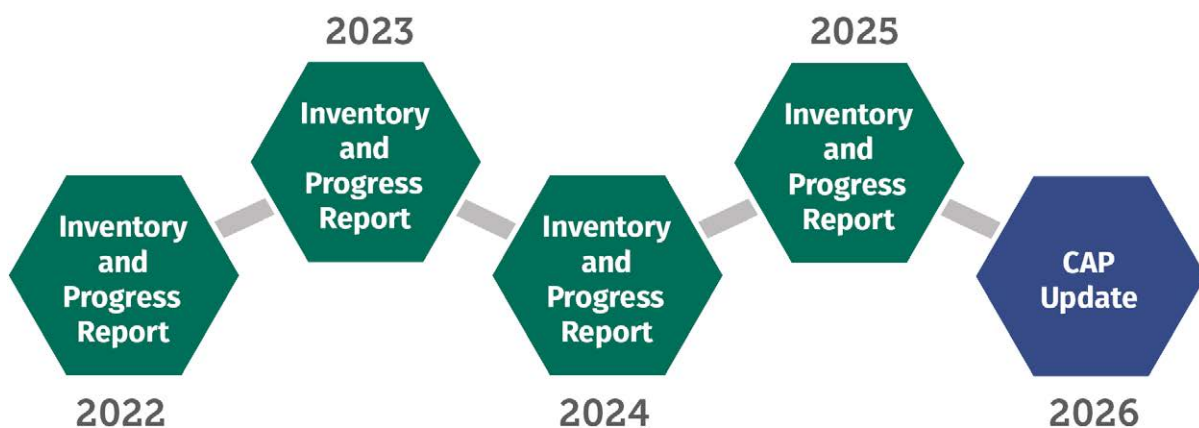 2023
2025
Inventory
and
Progress
Report
Inventory
and
Progress
Report
Inventory
and
Progress
Report
Inventory
and
Progress
Report
CAP
Update
2022
2024
2026